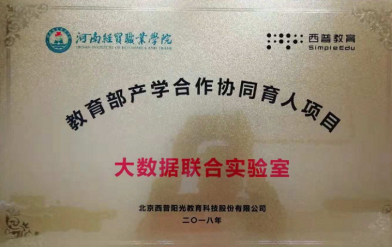 河南经贸职业学院
西普教育
SimpleEdu
教育部产学合作协同育人项目
大数据联合实验室
北京西普阳光教育科技股份有限公司
二〇一八年